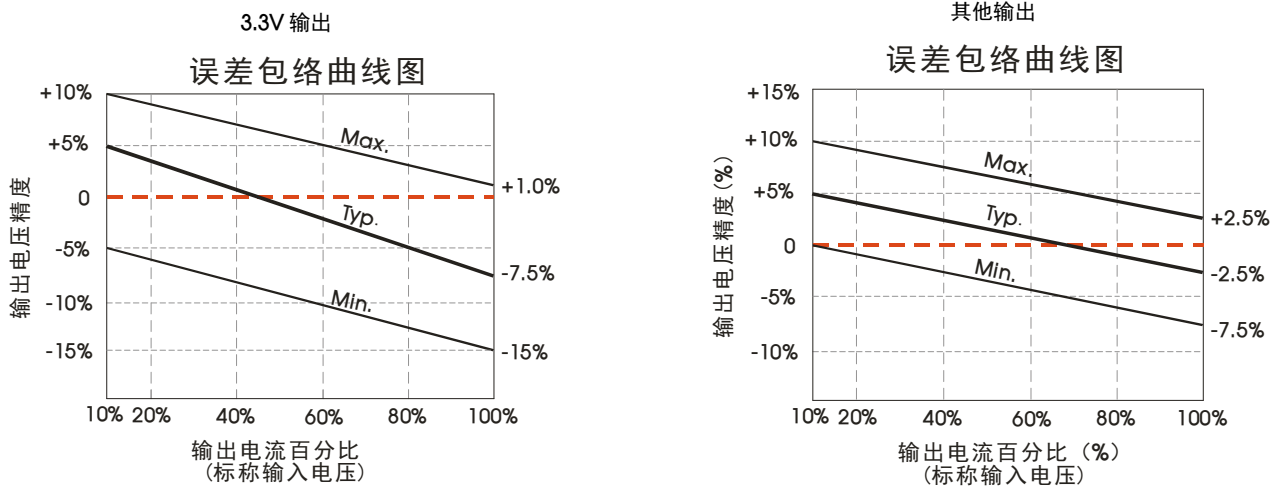 3.3V 输出
误差包络曲线图
+10%
+5%
0
-5%
-10%
-15%
输出电压精度
Max.
Typ.
Min.
+1.0%
-7.5%
-15%
10% 20% 40% 60% 80% 100%
输出电流百分比
(标称输入电压)
其他输出
误差包络曲线图
+15%
+10%
+5%
0
-5%
-10%
输出电压精度(%)
Max.
Typ.
Min.
+2.5%
-2.5%
-7.5%
10% 20% 40% 60% 80% 100%
输出电流百分比（%）
(标称输入电压)